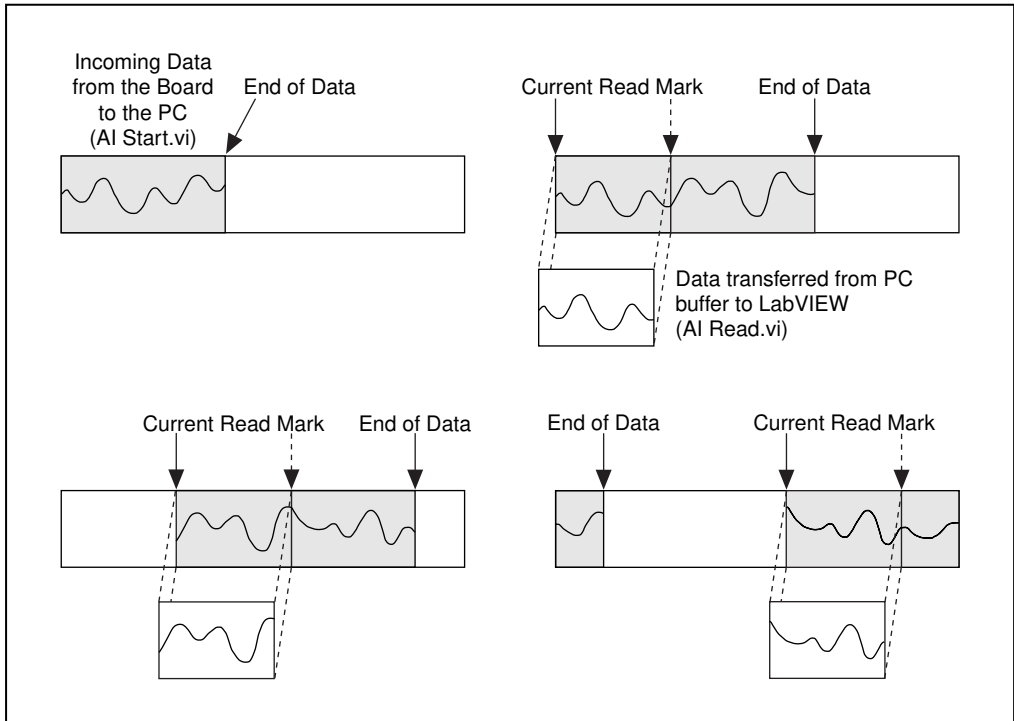 Incoming Data
from the Board
to the PC
(AI Start.vi)
End of Data
Current Read Mark
End of Data
Data transferred from PC
buffer to LabVIEW
(AI Read.vi)
Current Read Mark
End of Data
End of Data
Current Read Mark